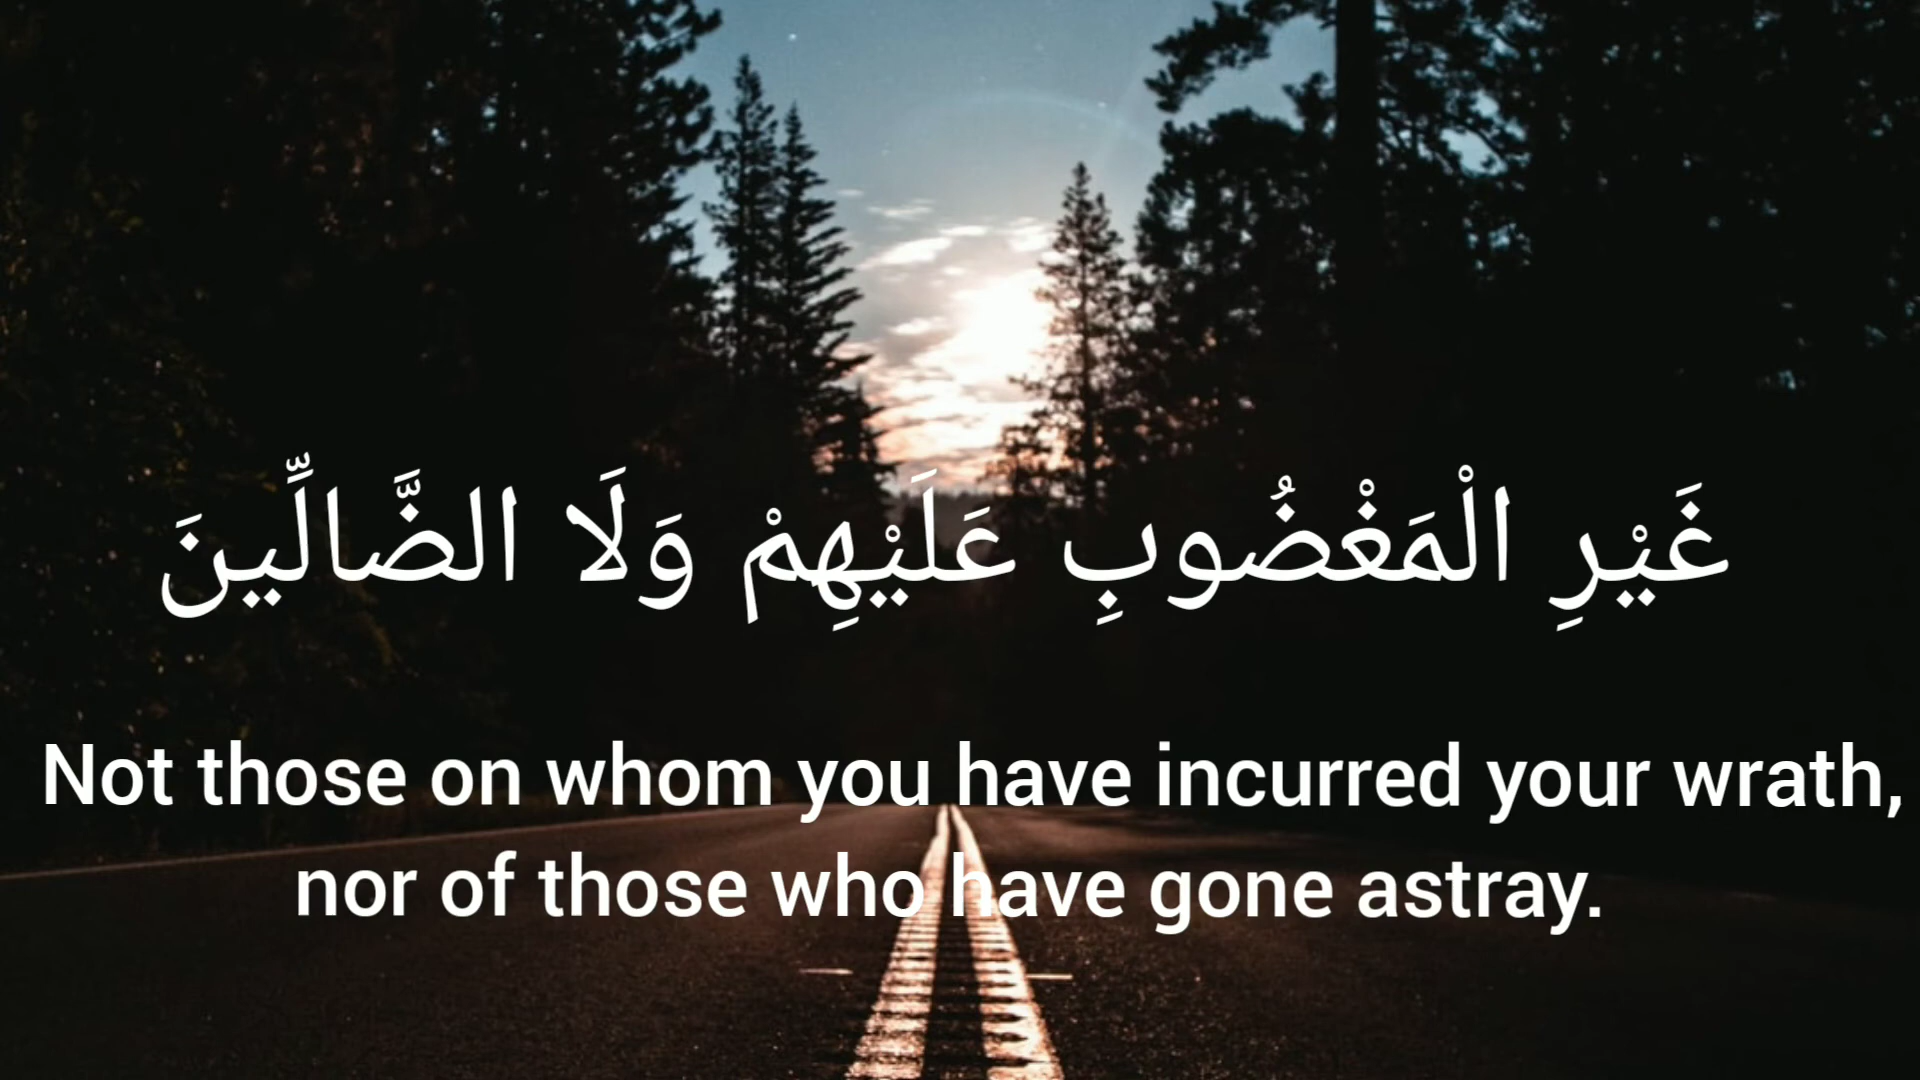 غَيْرِ الْمَغْضُوبِ عَلَيْهِمْ وَلَا الضَّالِّينَ
Not those on whom you have incurred your wrath,
nor of those who have gone astray.